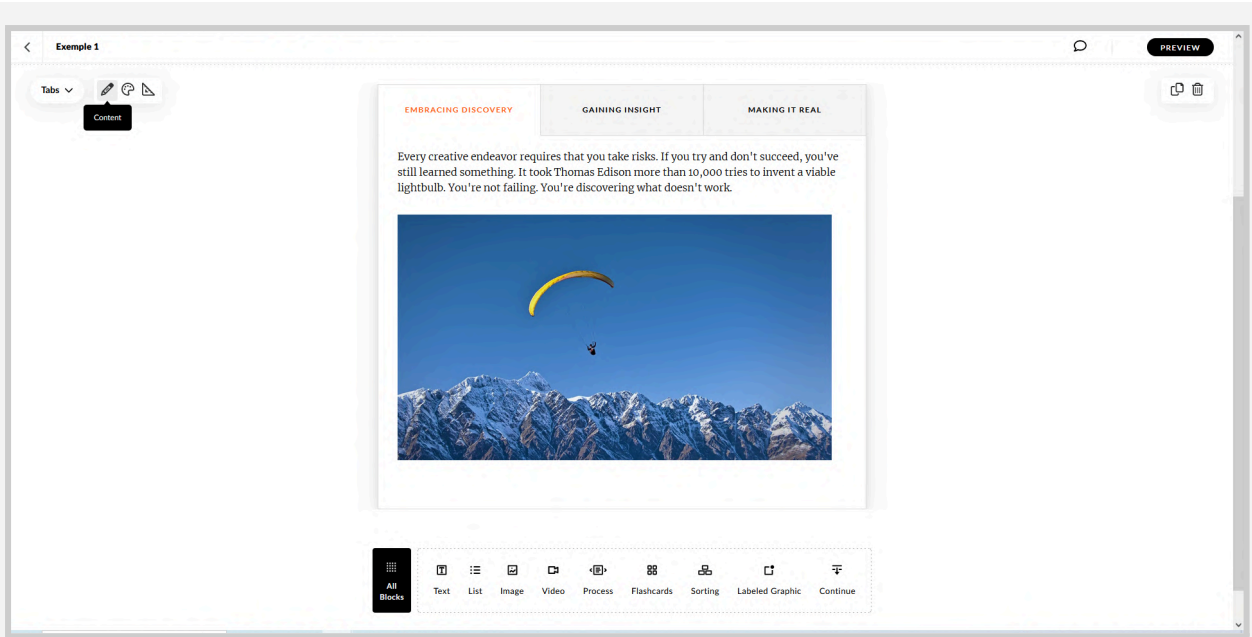 Exemple 1
PREVIEW
Tabs
Content
EMBRACING DISCOVERY
GAINING INSIGHT
MAKING IT REAL
Every creative endeavor requires that you take risks. If you try and don't succeed, you've
still learned something. It took Thomas Edison more than 10,000 tries to invent a viable
lightbulb. You're not failing. You're discovering what doesn't work.
All
Blocks
Text
List
Image
Video
Process
Flashcards
Sorting
Labeled Graphic
Continue